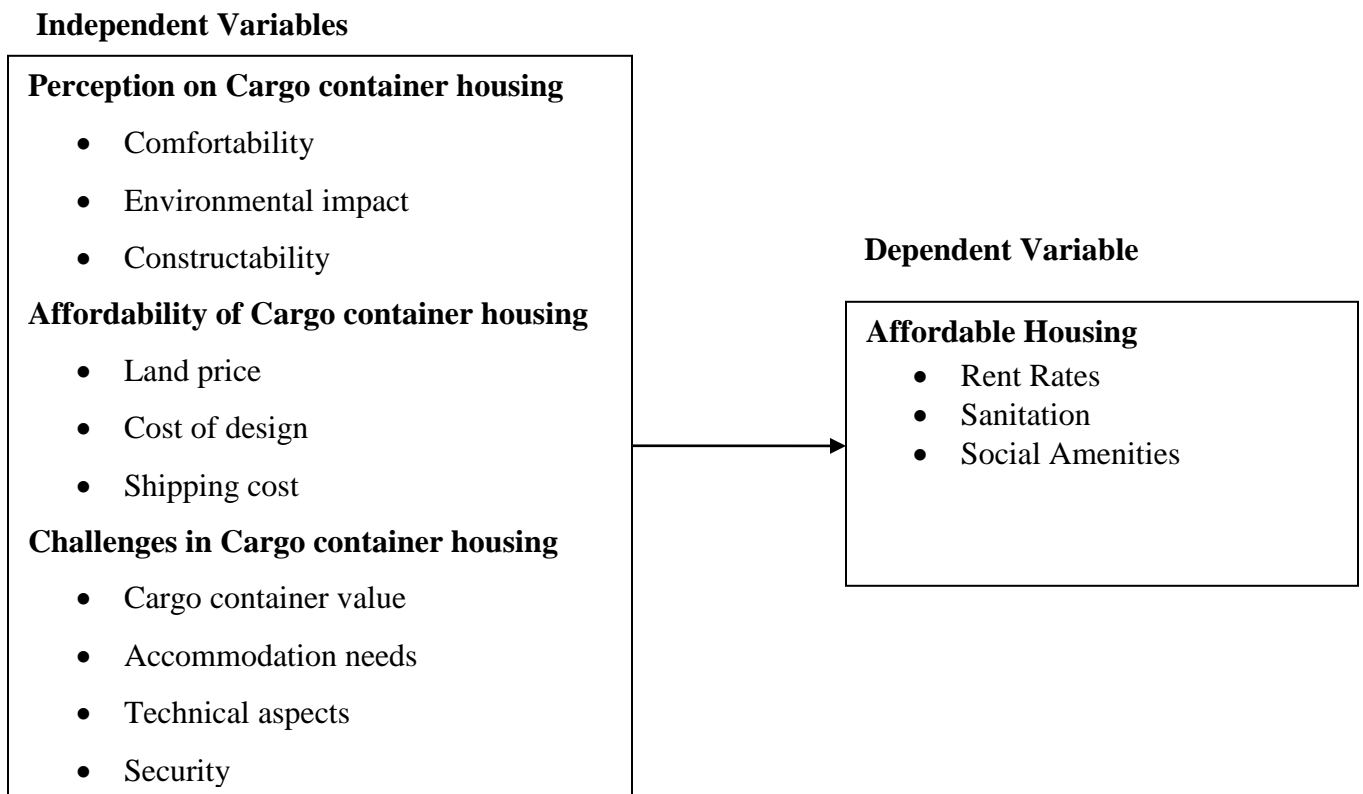 Independent Variables
Perception on Cargo container housing
• Comfortability
• Environmental impact
• Constructability
Affordability of Cargo container housing
• Land price
• Cost of design
• Shipping cost
Challenges in Cargo container housing
• Cargo container value
• Accommodation needs
• Technical aspects
• Security
Dependent Variable
Affordable Housing
• Rent Rates
• Sanitation
• Social Amenities